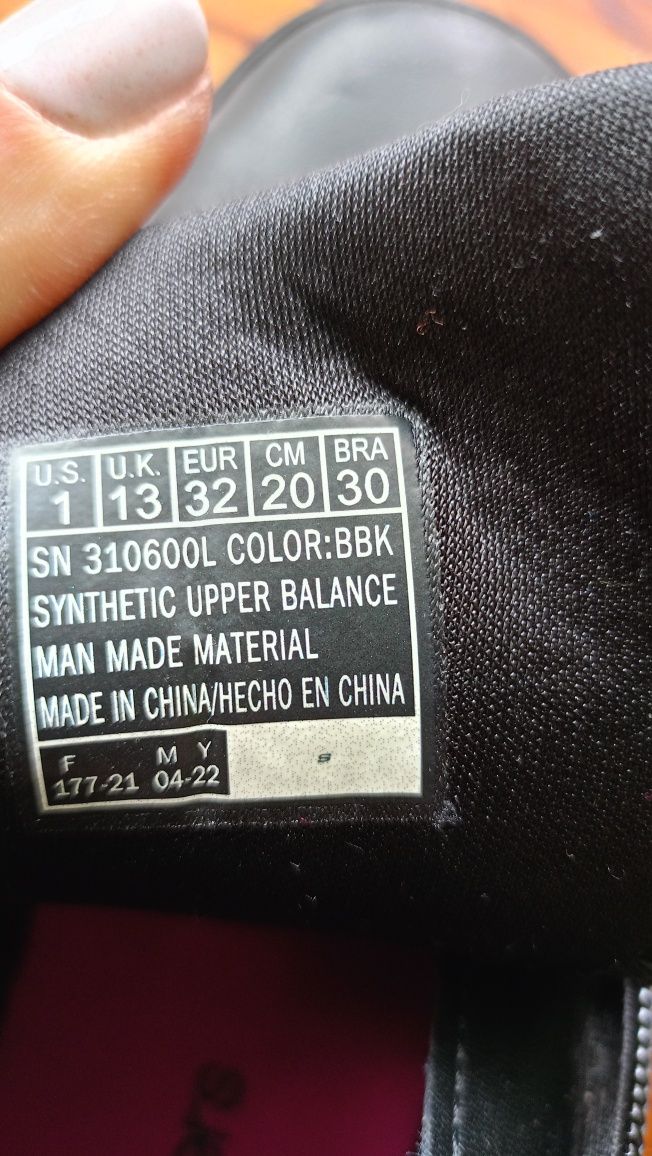 U.S. U.K. EUR CM BRA
1 13 32 20 30
SN 310600L COLOR:BBK
SYNTHETIC UPPER BALANCE
MAN MADE MATERIAL
MADE IN CHINA/HECHO EN CHINA
F M Y
177-21 04-22
S